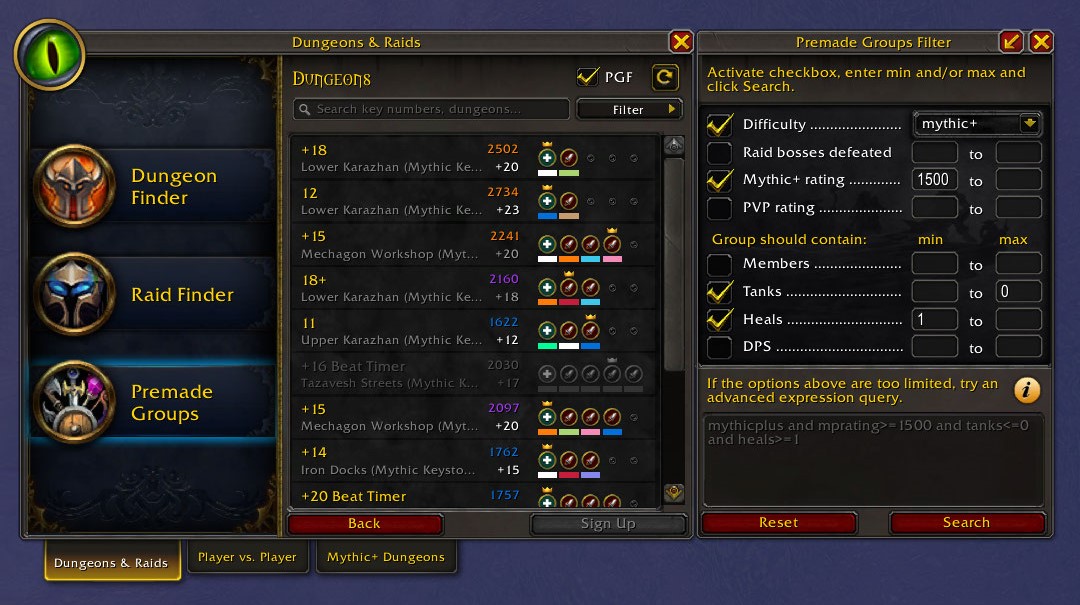 Dungeons & Raids
Dungeon
Finder
Raid Finder
Premade
Groups
Dungeons
PGF
Search key numbers, dungeons...
Filter
+18 2502
Lower Karazhan (Mythic Ke... +20
12 2734
Lower Karazhan (Mythic Ke... +23
+15 2241
Mechagon Workshop (Myt... +20
18+ 2160
Lower Karazhan (Mythic Ke... +18
11 1622
Upper Karazhan (Mythic Ke... +12
+16 Beat Timer 2030
Tazavesh Streets (Mythic K... +17
+15 2097
Mechagon Workshop (Myt... +20
+14 1762
Iron Docks (Mythic Keysto... +15
+20 Beat Timer 1757
Back
Sign Up
Dungeons & Raids
Player vs. Player
Mythic+ Dungeons
Premade Groups Filter
Activate checkbox, enter min and/or max and
click Search.
Difficulty ....................... mythic+
Raid bosses defeated to
Mythic+ rating ............. 1500 to
PVP rating ..................... to
Group should contain: min max
Members ...................... to
Tanks ............................. to 0
Heals ............................. 1 to
DPS ................................ to
If the options above are too limited, try an
advanced expression query.
i
mythicplus and mprating>=1500 and tanks<=0
and heals>=1
Reset
Search